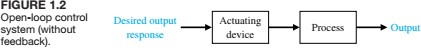 FIGURE 1.2
Open-loop control
system (without
feedback).
Desired output
response
Actuating
device
Process
Output